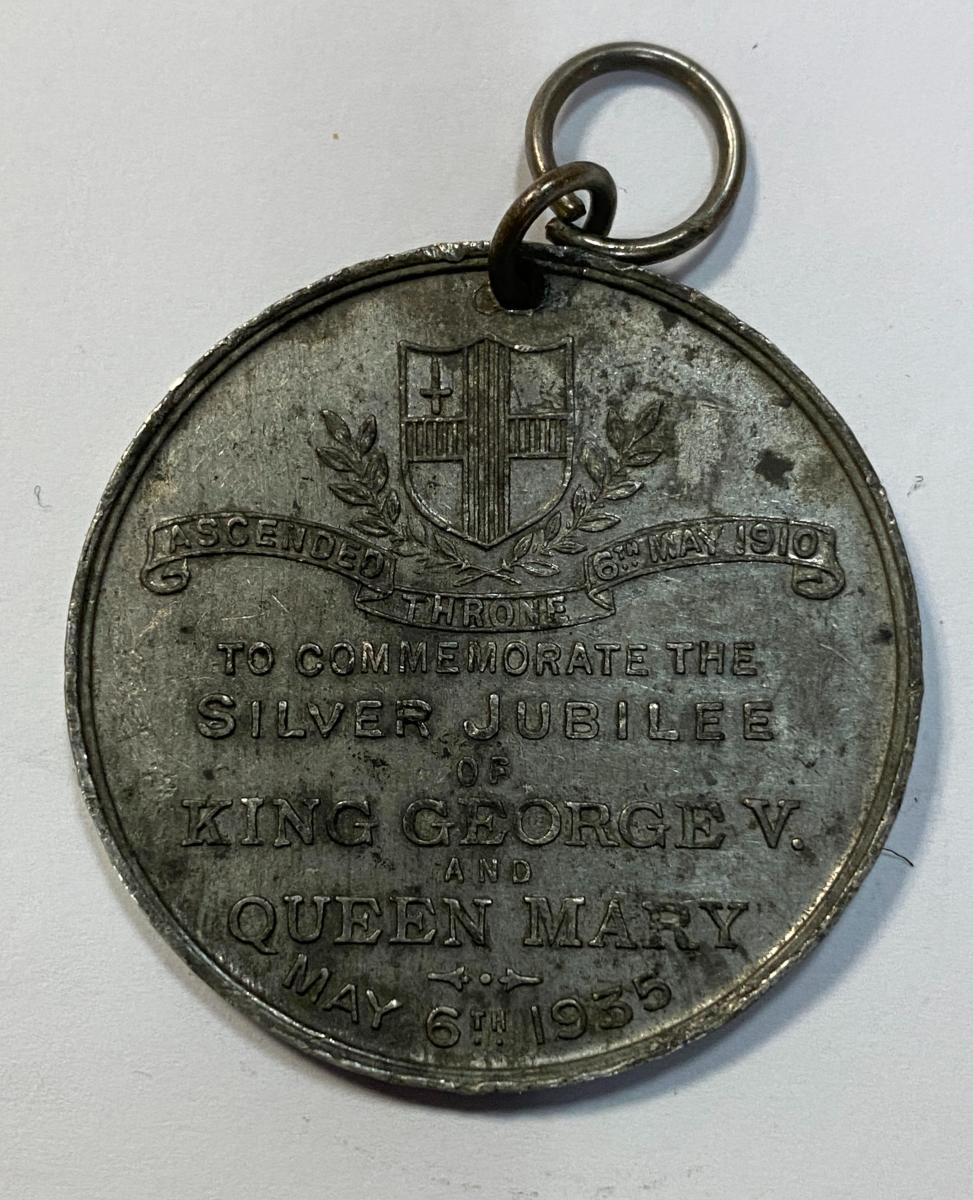 ASCENDED THRONE 6TH MAY 1910
TO COMMEMORATE THE
SILVER JUBILEE
OF
KING GEORGE V.
AND
QUEEN MARY
MAY 6TH 1935